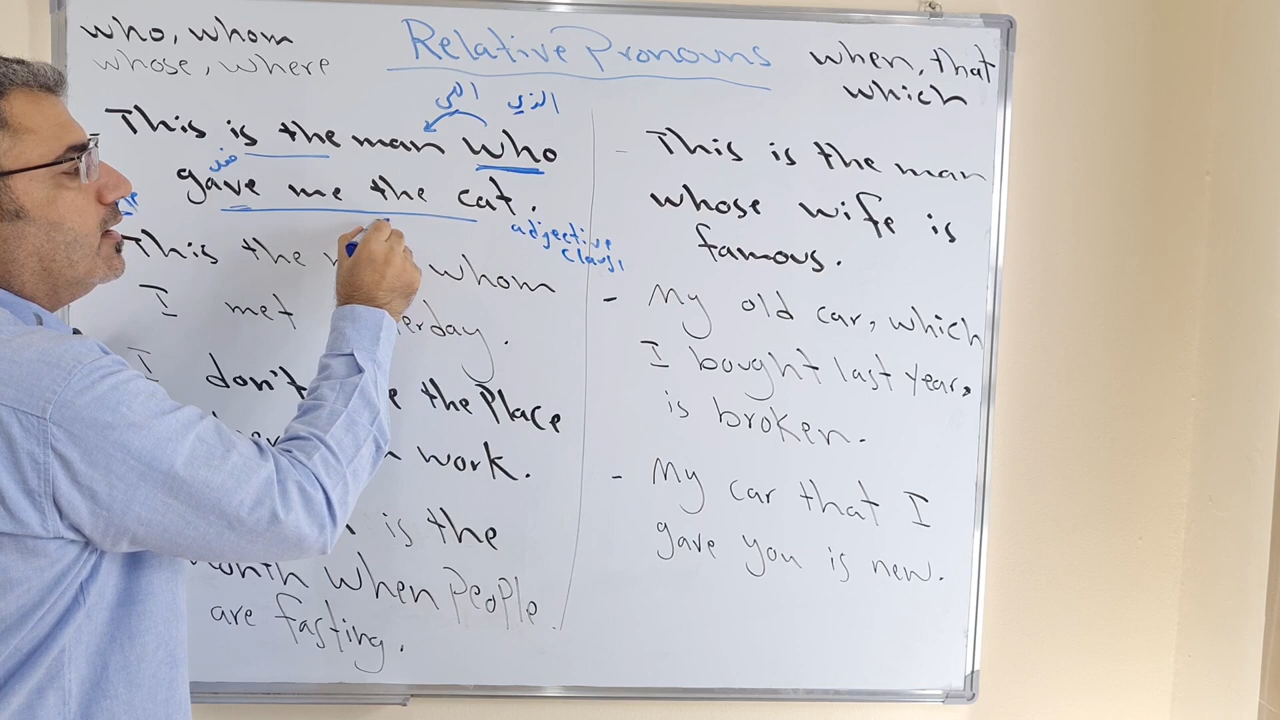 who, whom
whose, where
Relative Pronouns
when, that
which
الذي التي
This is the man who
gave me the cat.
adjective
This the whom
I met
I don't the Place
work.
is the
month when People
are fasting.
- This is the man
whose wife is
famous.
- My old car, which
I bought last year,
is broken.
- My car that I
gave you is new.